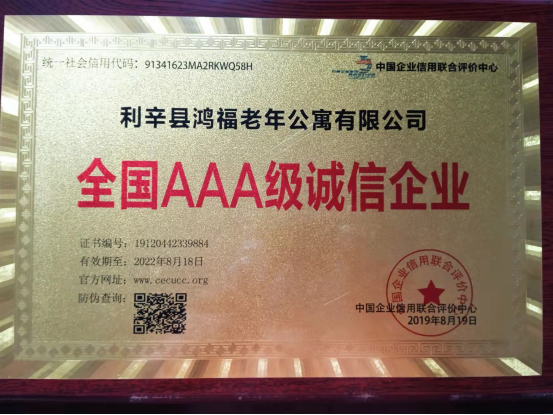 统一社会信用代码：91341623MA2RKWQ58H
中国企业信用联合评价中心
利辛县鸿福老年公寓有限公司
全国AAA级诚信企业
证书编号：19120442339884
有效期至：2022年8月18日
官方网址：www.cecucc.org
防伪查询：
中国企业信用联合评价中心
中国企业信用联合评价中心
2019年8月19日